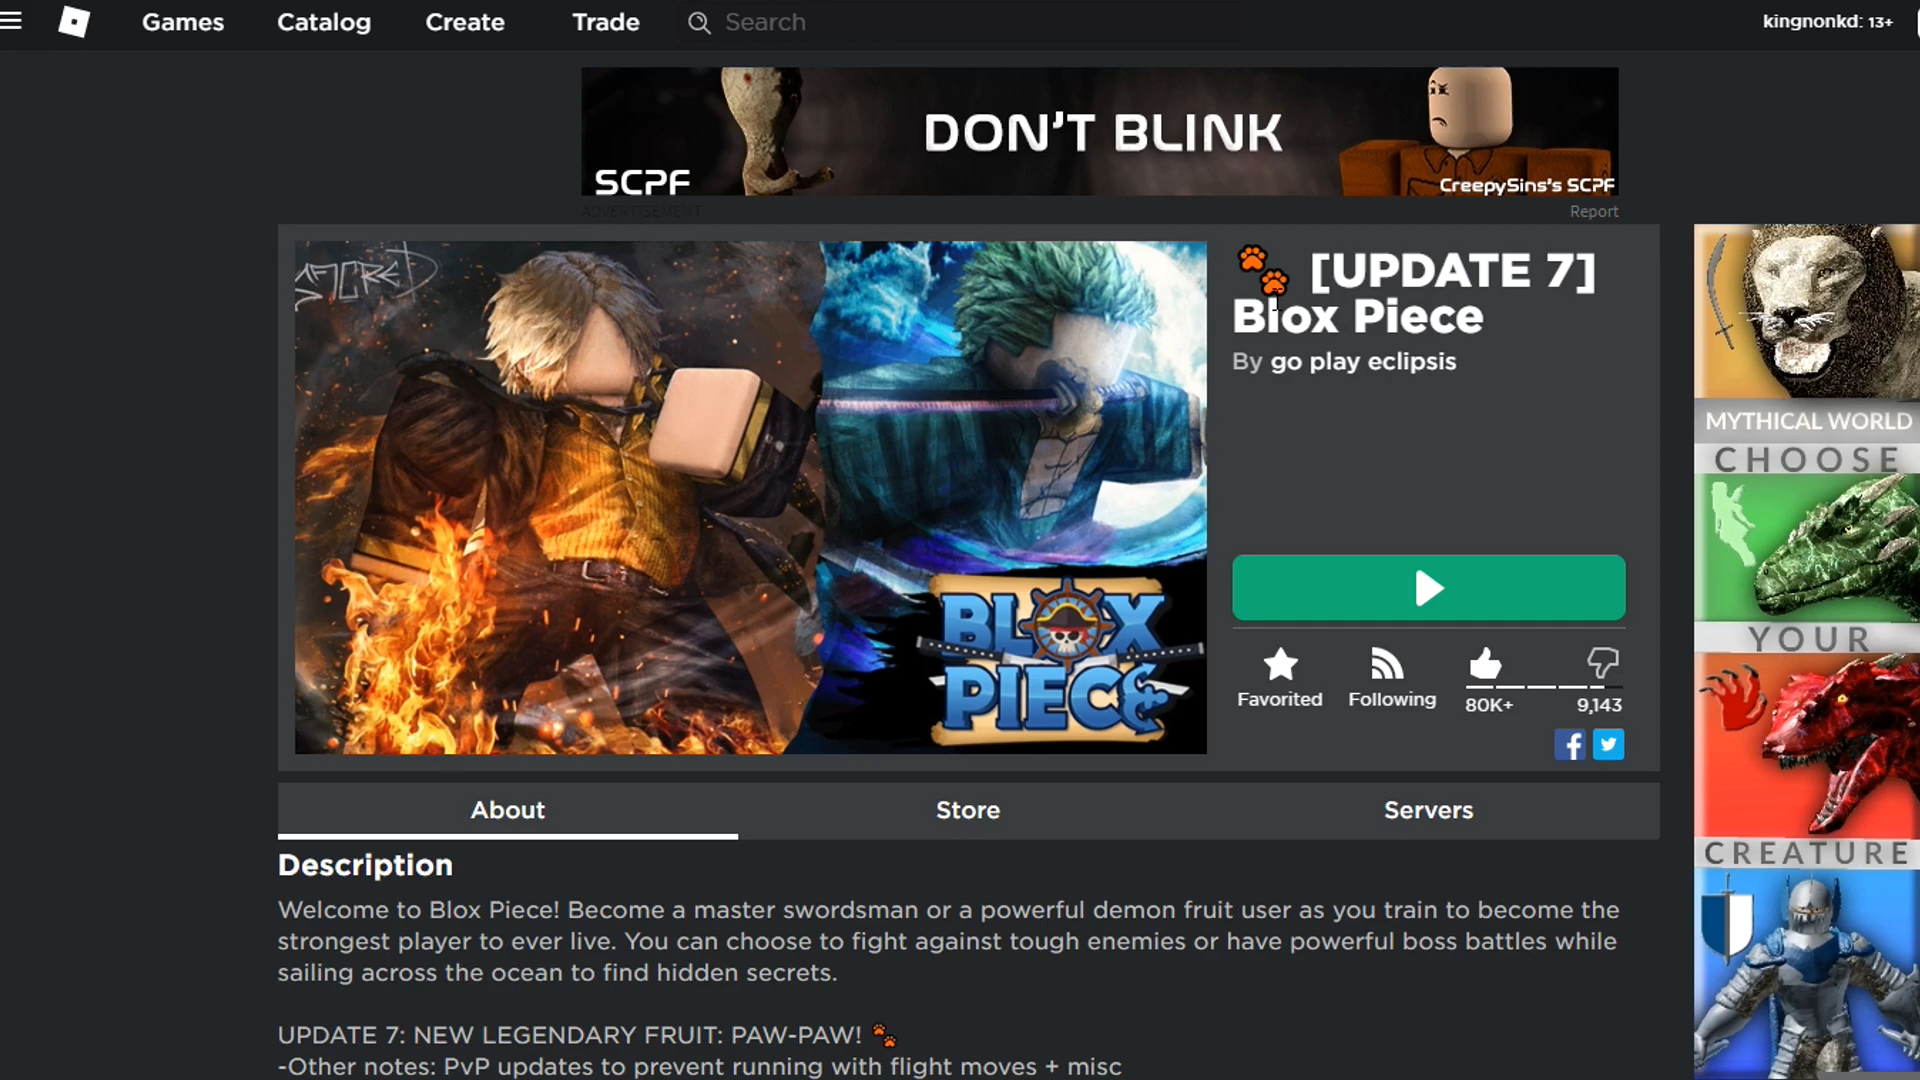 Games
Catalog
Create
Trade
Search
kingnonkd: 13+
DON'T BLINK
SCPF
CreepySins's SCPF
ADVERTISEMENT
Report
[UPDATE 7]
Blox Piece
By go play eclipsis
BLOX
PIECE
Favorited
Following
80K+
9,143
About
Store
Servers
Description
Welcome to Blox Piece! Become a master swordsman or a powerful demon fruit user as you train to become the
strongest player to ever live. You can choose to fight against tough enemies or have powerful boss battles while
sailing across the ocean to find hidden secrets.
UPDATE 7: NEW LEGENDARY FRUIT: PAW-PAW!
-Other notes: PvP updates to prevent running with flight moves + misc
MYTHICAL WORLD
CHOOSE
YOUR
CREATURE